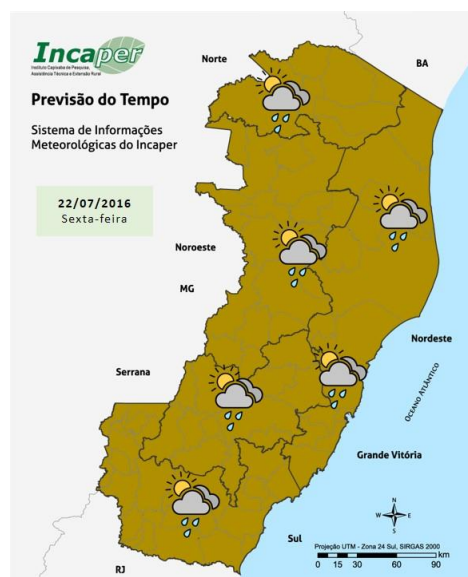 Incaper
Instituto Capixaba de Pesquisa,
Assistência Técnica e Extensão Rural
Previsão do Tempo
Sistema de Informações
Meteorológicas do Incaper
22/07/2016
Sexta-feira
Norte
BA
Noroeste
MG
Nordeste
Serrana
OCEANO ATLÂNTICO
Grande Vitória
N
W E
S
Sul
RJ
Projeção UTM - Zona 24 Sul, SIRGAS 2000
km
0 15 30 60 90